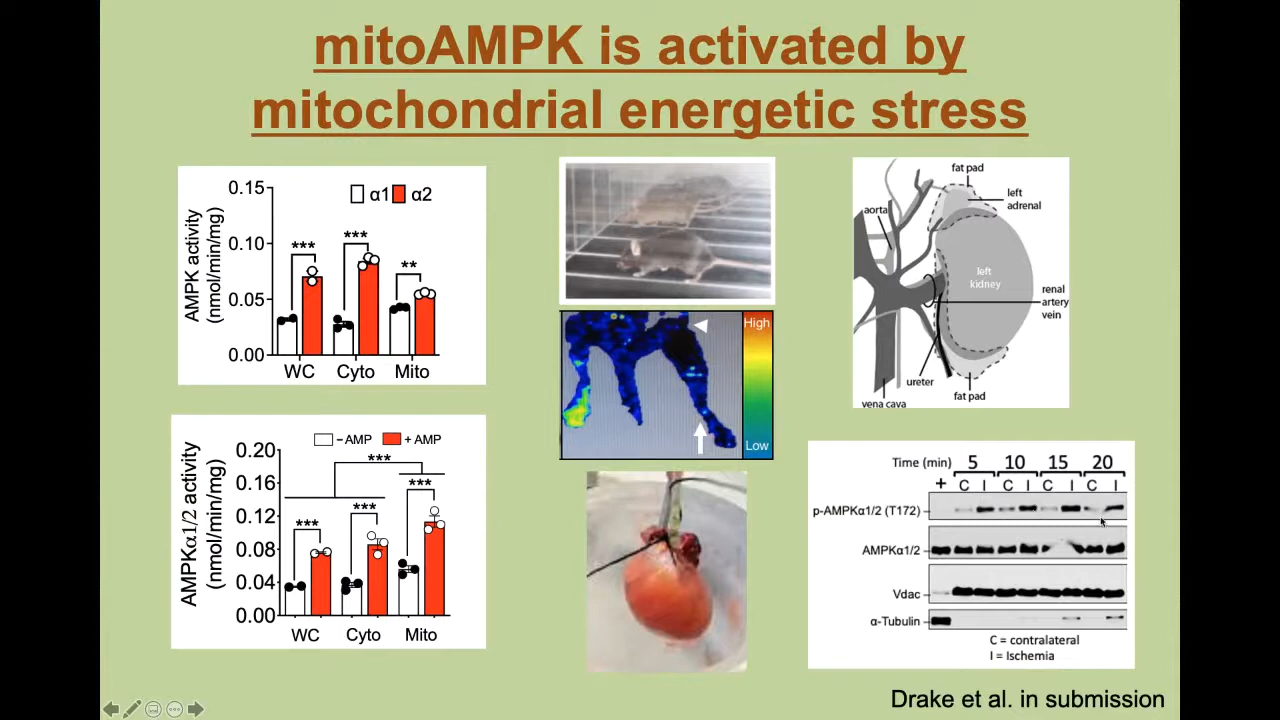 mitoAMPK is activated by
mitochondrial energetic stress
AMPK activity
(nmol/min/mg)
0.15
0.10
0.05
0.00
α1
α2
***
***
**
WC
Cyto
Mito
AMPKα1/2 activity
(nmol/min/mg)
0.20
0.16
0.12
0.08
0.04
0.00
– AMP
+ AMP
***
***
***
***
WC
Cyto
Mito
High
Low
fat pad
left
adrenal
aorta
left
kidney
renal
artery
vein
ureter
fat pad
vena cava
Time (min) 5 10 15 20
+ C I C I C I C I
p-AMPKα1/2 (T172)
AMPKα1/2
Vdac
α-Tubulin
C = contralateral
I = Ischemia
Drake et al. in submission